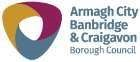 Armagh City
Banbridge
& Craigavon
Borough Council